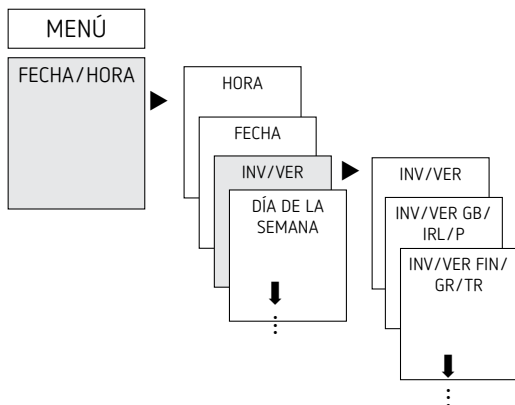 MENÚ
FECHA/HORA
HORA
FECHA
INV/VER
DÍA DE LA
SEMANA
INV/VER
INV/VER GB/
IRL/P
INV/VER FIN/
GR/TR